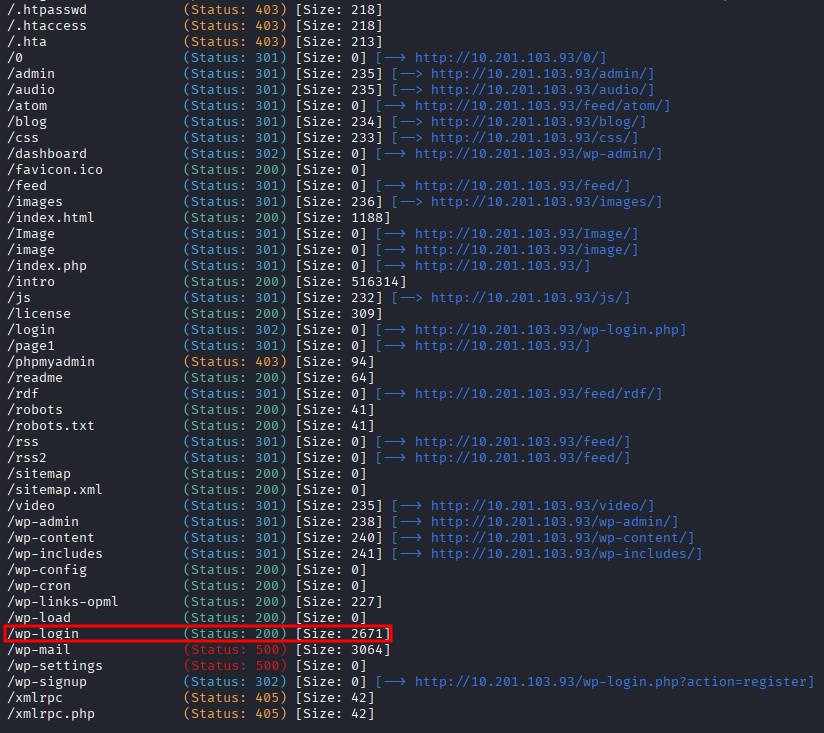 /.htpasswd (Status: 403) [Size: 218]
/.htaccess (Status: 403) [Size: 218]
/.hta (Status: 403) [Size: 213]
/0 (Status: 301) [Size: 0] [--> http://10.201.103.93/0/]
/admin (Status: 301) [Size: 235] [--> http://10.201.103.93/admin/]
/audio (Status: 301) [Size: 235] [--> http://10.201.103.93/audio/]
/atom (Status: 301) [Size: 0] [--> http://10.201.103.93/feed/atom/]
/blog (Status: 301) [Size: 234] [--> http://10.201.103.93/blog/]
/css (Status: 301) [Size: 233] [--> http://10.201.103.93/css/]
/dashboard (Status: 302) [Size: 0] [--> http://10.201.103.93/wp-admin/]
/favicon.ico (Status: 200) [Size: 0]
/feed (Status: 301) [Size: 0] [--> http://10.201.103.93/feed/]
/images (Status: 301) [Size: 236] [--> http://10.201.103.93/images/]
/index.html (Status: 200) [Size: 1188]
/Image (Status: 301) [Size: 0] [--> http://10.201.103.93/Image/]
/image (Status: 301) [Size: 0] [--> http://10.201.103.93/image/]
/index.php (Status: 301) [Size: 0] [--> http://10.201.103.93/]
/intro (Status: 200) [Size: 516314]
/js (Status: 301) [Size: 232] [--> http://10.201.103.93/js/]
/license (Status: 200) [Size: 309]
/login (Status: 302) [Size: 0] [--> http://10.201.103.93/wp-login.php]
/page1 (Status: 301) [Size: 0] [--> http://10.201.103.93/]
/phpmyadmin (Status: 403) [Size: 94]
/readme (Status: 200) [Size: 64]
/rdf (Status: 301) [Size: 0] [--> http://10.201.103.93/feed/rdf/]
/robots (Status: 200) [Size: 41]
/robots.txt (Status: 200) [Size: 41]
/rss (Status: 301) [Size: 0] [--> http://10.201.103.93/feed/]
/rss2 (Status: 301) [Size: 0] [--> http://10.201.103.93/feed/]
/sitemap (Status: 200) [Size: 0]
/sitemap.xml (Status: 200) [Size: 0]
/video (Status: 301) [Size: 235] [--> http://10.201.103.93/video/]
/wp-admin (Status: 301) [Size: 238] [--> http://10.201.103.93/wp-admin/]
/wp-content (Status: 301) [Size: 240] [--> http://10.201.103.93/wp-content/]
/wp-includes (Status: 301) [Size: 241] [--> http://10.201.103.93/wp-includes/]
/wp-config (Status: 200) [Size: 0]
/wp-cron (Status: 200) [Size: 0]
/wp-links-opml (Status: 200) [Size: 227]
/wp-load (Status: 200) [Size: 0]
/wp-login (Status: 200) [Size: 2671]
/wp-mail (Status: 500) [Size: 3064]
/wp-settings (Status: 500) [Size: 0]
/wp-signup (Status: 302) [Size: 0] [--> http://10.201.103.93/wp-login.php?action=register]
/xmlrpc (Status: 405) [Size: 42]
/xmlrpc.php (Status: 405) [Size: 42]